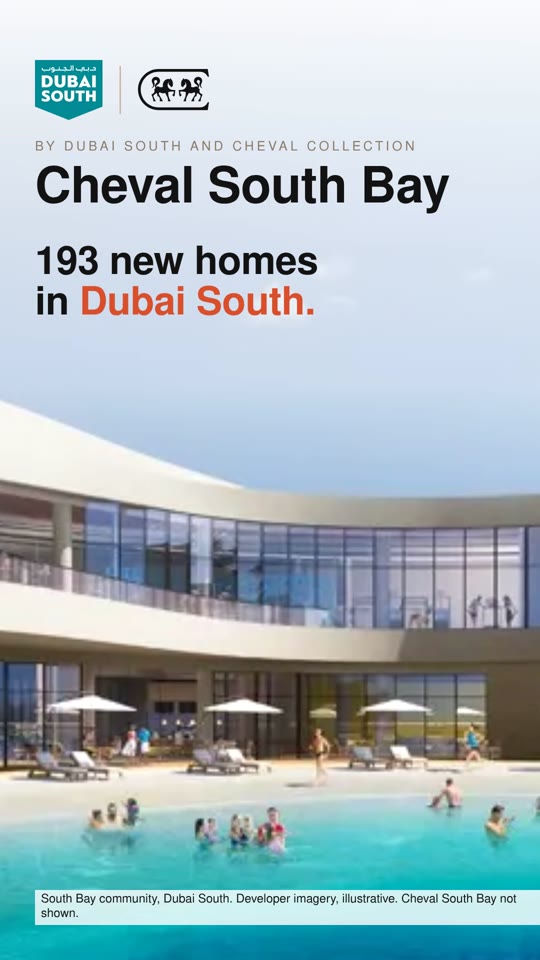 دبي الجنوب
DUBAI
SOUTH
BY DUBAI SOUTH AND CHEVAL COLLECTION
Cheval South Bay
193 new homes
in Dubai South.
South Bay community, Dubai South. Developer imagery, illustrative. Cheval South Bay not
shown.